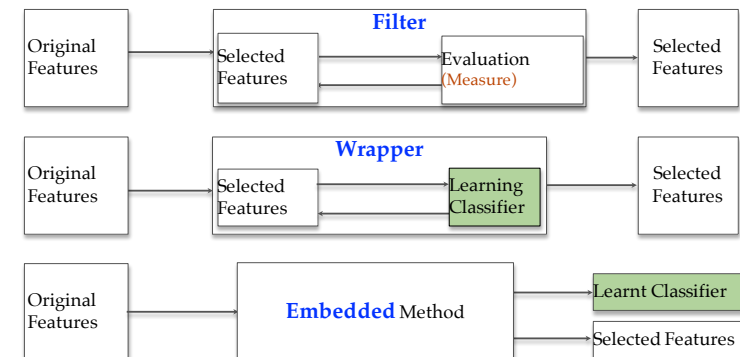 Filter
Original
Features
Selected
Features
Evaluation
(Measure)
Selected
Features
Wrapper
Original
Features
Selected
Features
Learning
Classifier
Selected
Features
Original
Features
Embedded Method
Learnt Classifier
Selected Features